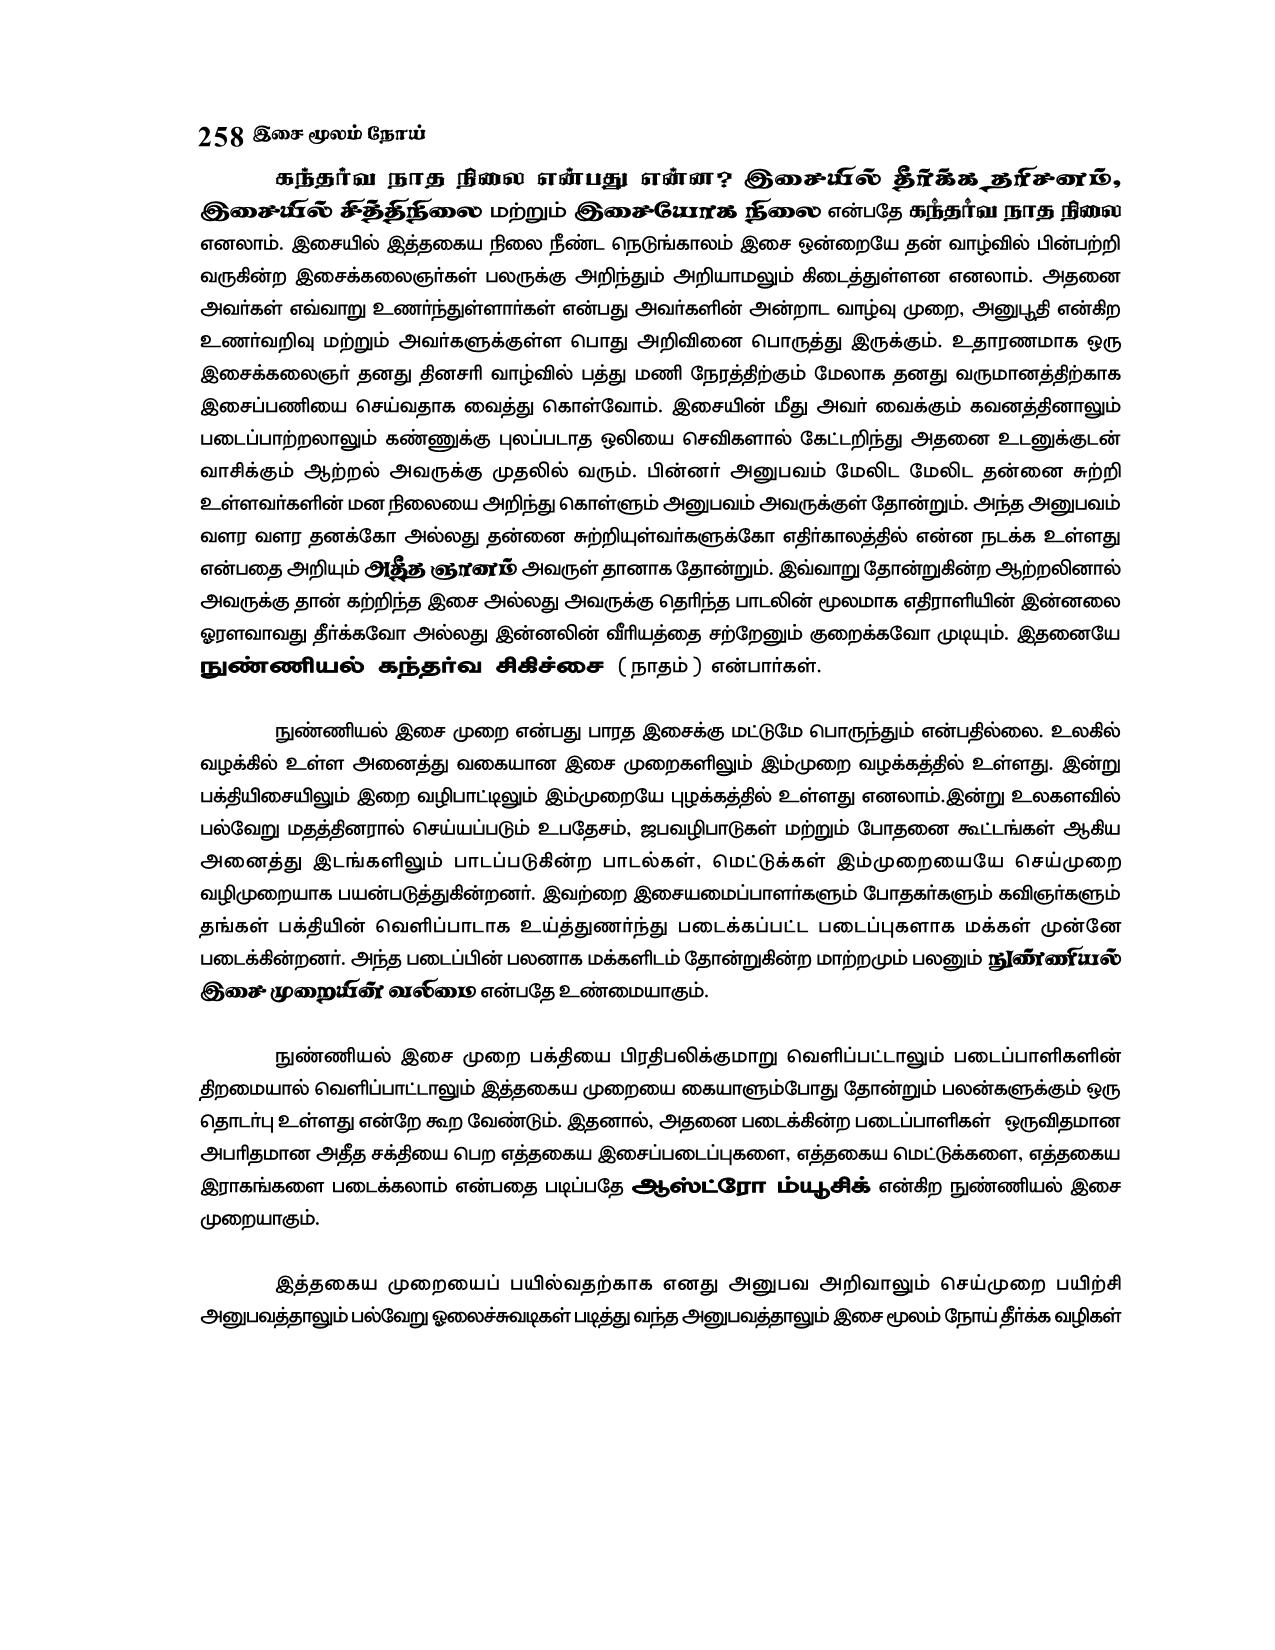 258 இசை மூலம் நோய்
கந்தர்வ நாத நிலை என்பது என்ன? இசையில் தீர்க்க தரிசனம்,
இசையில் சித்திநிலை மற்றும் இசையோக நிலை என்பதே கந்தர்வ நாத நிலை
எனலாம். இசையில் இத்தகைய நிலை நீண்ட நெடுங்காலம் இசை ஒன்றையே தன் வாழ்வில் பின்பற்றி
வருகின்ற இசைக்கலைஞர்கள் பலருக்கு அறிந்தும் அறியாமலும் கிடைத்துள்ளன எனலாம். அதனை
அவர்கள் எவ்வாறு உணர்ந்துள்ளார்கள் என்பது அவர்களின் அன்றாட வாழ்வு முறை, அனுபூதி என்கிற
உணர்வறிவு மற்றும் அவர்களுக்குள்ள பொது அறிவினை பொருத்து இருக்கும். உதாரணமாக ஒரு
இசைக்கலைஞர் தனது தினசரி வாழ்வில் பத்து மணி நேரத்திற்கும் மேலாக தனது வருமானத்திற்காக
இசைப்பணியை செய்வதாக வைத்து கொள்வோம். இசையின் மீது அவர் வைக்கும் கவனத்தினாலும்
படைப்பாற்றலாலும் கண்ணுக்கு புலப்படாத ஒலியை செவிகளால் கேட்டறிந்து அதனை உடனுக்குடன்
வாசிக்கும் ஆற்றல் அவருக்கு முதலில் வரும். பின்னர் அனுபவம் மேலிட மேலிட தன்னை சுற்றி
உள்ளவர்களின் மன நிலையை அறிந்து கொள்ளும் அனுபவம் அவருக்குள் தோன்றும். அந்த அனுபவம்
வளர வளர தனக்கோ அல்லது தன்னை சுற்றியுள்வர்களுக்கோ எதிர்காலத்தில் என்ன நடக்க உள்ளது
என்பதை அறியும் அதீத ஞானம் அவருள் தானாக தோன்றும். இவ்வாறு தோன்றுகின்ற ஆற்றலினால்
அவருக்கு தான் கற்றிந்த இசை அல்லது அவருக்கு தெரிந்த பாடலின் மூலமாக எதிராளியின் இன்னலை
ஓரளவாவது தீர்க்கவோ அல்லது இன்னலின் வீரியத்தை சற்றேனும் குறைக்கவோ முடியும். இதனையே
நுண்ணியல் கந்தர்வ சிகிச்சை ( நாதம் ) என்பார்கள்.
நுண்ணியல் இசை முறை என்பது பாரத இசைக்கு மட்டுமே பொருந்தும் என்பதில்லை. உலகில்
வழக்கில் உள்ள அனைத்து வகையான இசை முறைகளிலும் இம்முறை வழக்கத்தில் உள்ளது. இன்று
பக்தியிசையிலும் இறை வழிபாட்டிலும் இம்முறையே புழக்கத்தில் உள்ளது எனலாம்.இன்று உலகளவில்
பல்வேறு மதத்தினரால் செய்யப்படும் உபதேசம், ஜபவழிபாடுகள் மற்றும் போதனை கூட்டங்கள் ஆகிய
அனைத்து இடங்களிலும் பாடப்படுகின்ற பாடல்கள், மெட்டுக்கள் இம்முறையையே செய்முறை
வழிமுறையாக பயன்படுத்துகின்றனர். இவற்றை இசையமைப்பாளர்களும் போதகர்களும் கவிஞர்களும்
தங்கள் பக்தியின் வெளிப்பாடாக உய்த்துணர்ந்து படைக்கப்பட்ட படைப்புகளாக மக்கள் முன்னே
படைக்கின்றனர். அந்த படைப்பின் பலனாக மக்களிடம் தோன்றுகின்ற மாற்றமும் பலனும் நுண்ணியல்
இசை முறையின் வலிமை என்பதே உண்மையாகும்.
நுண்ணியல் இசை முறை பக்தியை பிரதிபலிக்குமாறு வெளிப்பட்டாலும் படைப்பாளிகளின்
திறமையால் வெளிப்பாட்டாலும் இத்தகைய முறையை கையாளும்போது தோன்றும் பலன்களுக்கும் ஒரு
தொடர்பு உள்ளது என்றே கூற வேண்டும். இதனால், அதனை படைக்கின்ற படைப்பாளிகள் ஒருவிதமான
அபரிதமான அதீத சக்தியை பெற எத்தகைய இசைப்படைப்புகளை, எத்தகைய மெட்டுக்களை, எத்தகைய
இராகங்களை படைக்கலாம் என்பதை படிப்பதே ஆஸ்ட்ரோ ம்யூசிக் என்கிற நுண்ணியல் இசை
முறையாகும்.
இத்தகைய முறையைப் பயில்வதற்காக எனது அனுபவ அறிவாலும் செய்முறை பயிற்சி
அனுபவத்தாலும் பல்வேறு ஓலைச்சுவடிகள் படித்து வந்த அனுபவத்தாலும் இசை மூலம் நோய் தீர்க்க வழிகள்